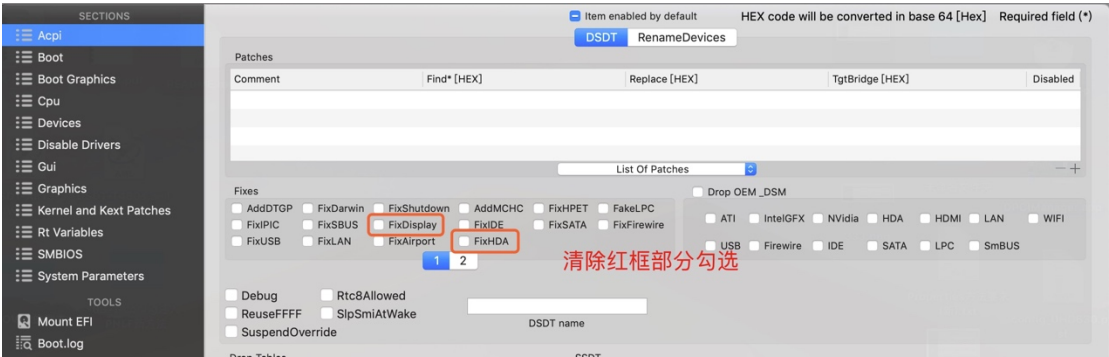 SECTIONS
Acpi
Boot
Boot Graphics
Cpu
Devices
Disable Drivers
Gui
Graphics
Kernel and Kext Patches
Rt Variables
SMBIOS
System Parameters
TOOLS
Mount EFI
Boot.log
Item enabled by default
HEX code will be converted in base 64 [Hex]
Required field (*)
DSDT RenameDevices
Patches
Comment Find* [HEX] Replace [HEX] TgtBridge [HEX] Disabled
List Of Patches
Fixes
AddDTGP FixDarwin FixShutdown AddMCHC FixHPET FakeLPC
FixIPIC FixSBUS FixDisplay FixIDE FixSATA FixFirewire
FixUSB FixLAN FixAirport FixHDA
1 2
Drop OEM _DSM
ATI IntelGFX NVidia HDA HDMI LAN WIFI
USB Firewire IDE SATA LPC SmBUS
清除红框部分勾选
Debug Rtc8Allowed
ReuseFFFF SlpSmiAtWake
SuspendOverride
DSDT name
Drop Tables
SSDT